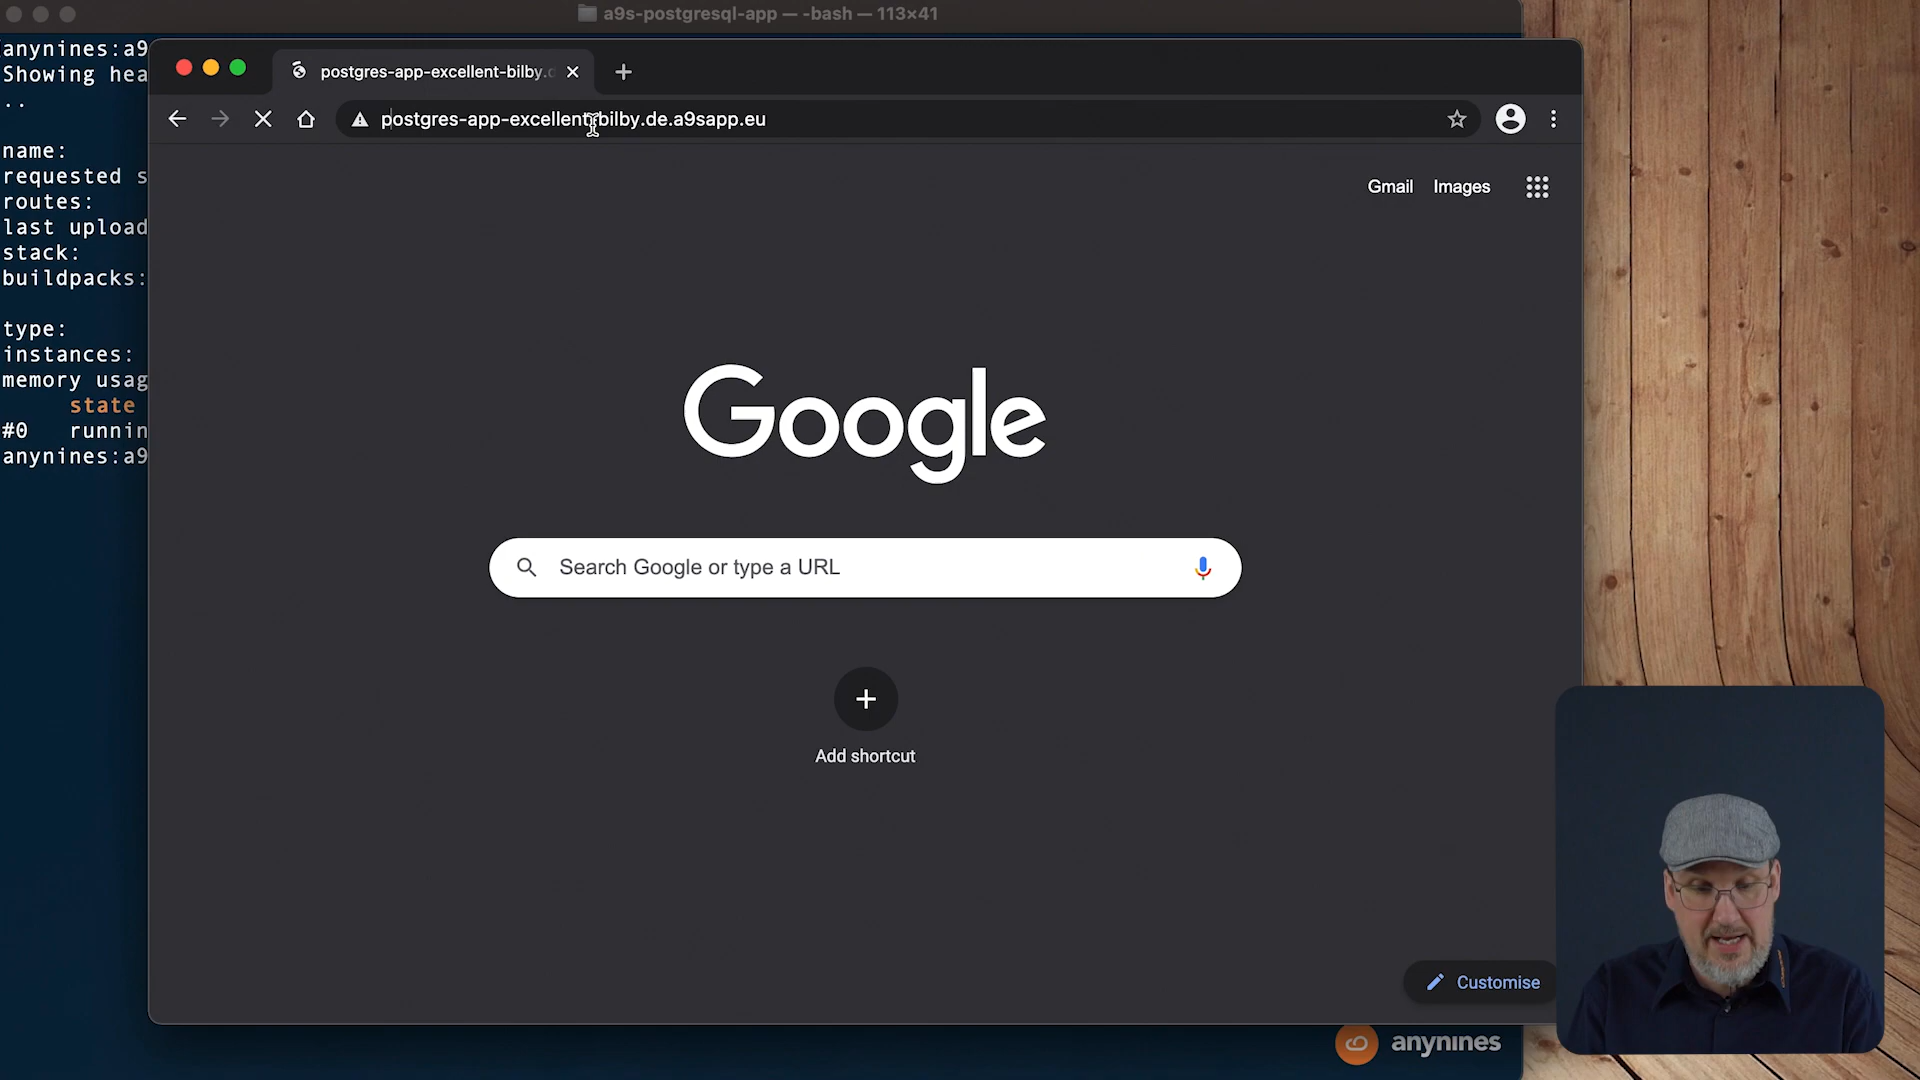 a9s-postgresql-app — -bash — 113×41
anynines:a9
Showing hea
..
name:
requested s
routes:
last upload
stack:
buildpacks:
type:
instances:
memory usag
state
#0 runnin
anynines:a9
postgres-app-excellent-bilby.d
postgres-app-excellent-bilby.de.a9sapp.eu
Gmail Images
Google
Search Google or type a URL
Add shortcut
Customise
anynines